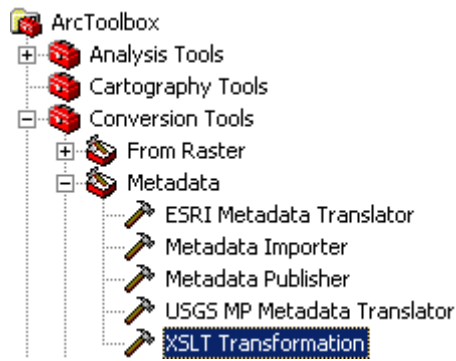 ArcToolbox
Analysis Tools
Cartography Tools
Conversion Tools
From Raster
Metadata
ESRI Metadata Translator
Metadata Importer
Metadata Publisher
USGS MP Metadata Translator
XSLT Transformation